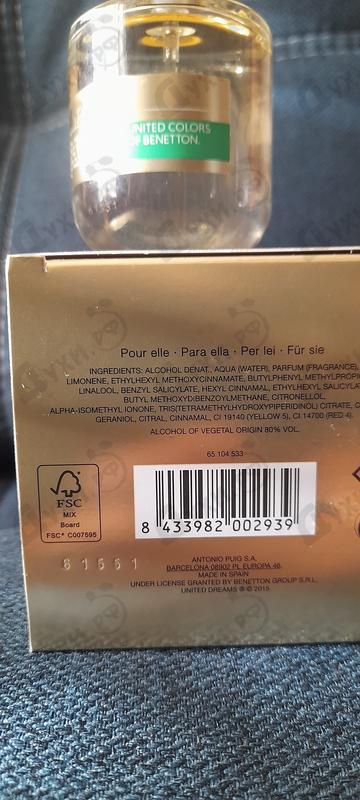 UNITED COLORS
OF BENETTON.
Pour elle · Para ella · Per lei · Für sie
INGREDIENTS: ALCOHOL DENAT., AQUA (WATER), PARFUM (FRAGRANCE),
LIMONENE, ETHYLHEXYL METHOXYCINNAMATE, BUTYLPHENYL METHYLPROPIO
LINALOOL, BENZYL SALICYLATE, HEXYL CINNAMAL, ETHYLHEXYL SALICYLAT
BUTYL METHOXYDIBENZOYLMETHANE, CITRONELLOL,
ALPHA-ISOMETHYL IONONE, TRIS(TETRAMETHYLHYDROXYPIPERIDINOL) CITRATE, C
GERANIOL, CITRAL, CINNAMAL, CI 19140 (YELLOW 5), CI 14700 (RED 4).
ALCOHOL OF VEGETAL ORIGIN 80% VOL.
65 104 533
FSC
MIX
Board
FSC® C007595
8 433982 002939
61551
ANTONIO PUIG S.A.
BARCELONA 08902 PL EUROPA 46.
MADE IN SPAIN
UNDER LICENSE GRANTED BY BENETTON GROUP S.R.L.
UNITED DREAMS ® © 2015